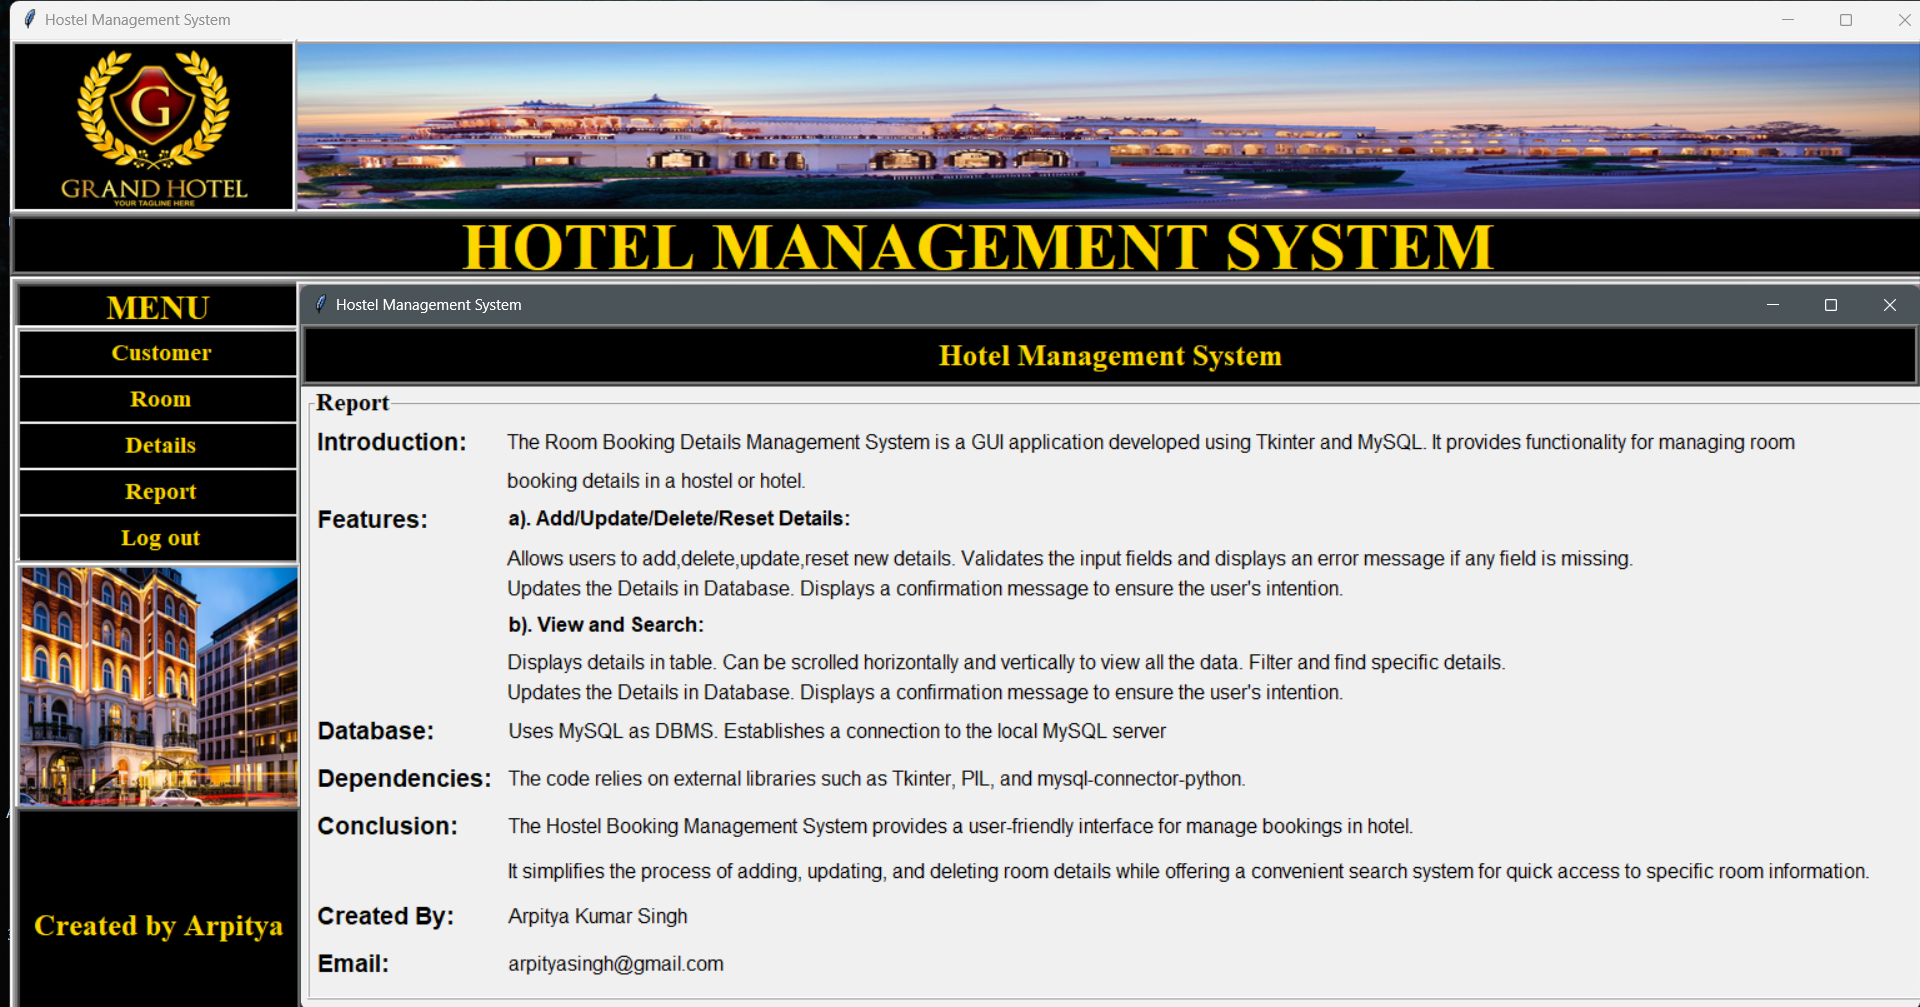 Hostel Management System
G
GRAND HOTEL
YOUR TAGLINE HERE
HOTEL MANAGEMENT SYSTEM
MENU
Customer
Room
Details
Report
Log out
Created by Arpitya
Hostel Management System
Hotel Management System
Report
Introduction: The Room Booking Details Management System is a GUI application developed using Tkinter and MySQL. It provides functionality for managing room
booking details in a hostel or hotel.
Features: a). Add/Update/Delete/Reset Details:
Allows users to add,delete,update,reset new details. Validates the input fields and displays an error message if any field is missing.
Updates the Details in Database. Displays a confirmation message to ensure the user's intention.
b). View and Search:
Displays details in table. Can be scrolled horizontally and vertically to view all the data. Filter and find specific details.
Updates the Details in Database. Displays a confirmation message to ensure the user's intention.
Database: Uses MySQL as DBMS. Establishes a connection to the local MySQL server
Dependencies: The code relies on external libraries such as Tkinter, PIL, and mysql-connector-python.
Conclusion: The Hostel Booking Management System provides a user-friendly interface for manage bookings in hotel.
It simplifies the process of adding, updating, and deleting room details while offering a convenient search system for quick access to specific room information.
Created By: Arpitya Kumar Singh
Email: arpityasingh@gmail.com